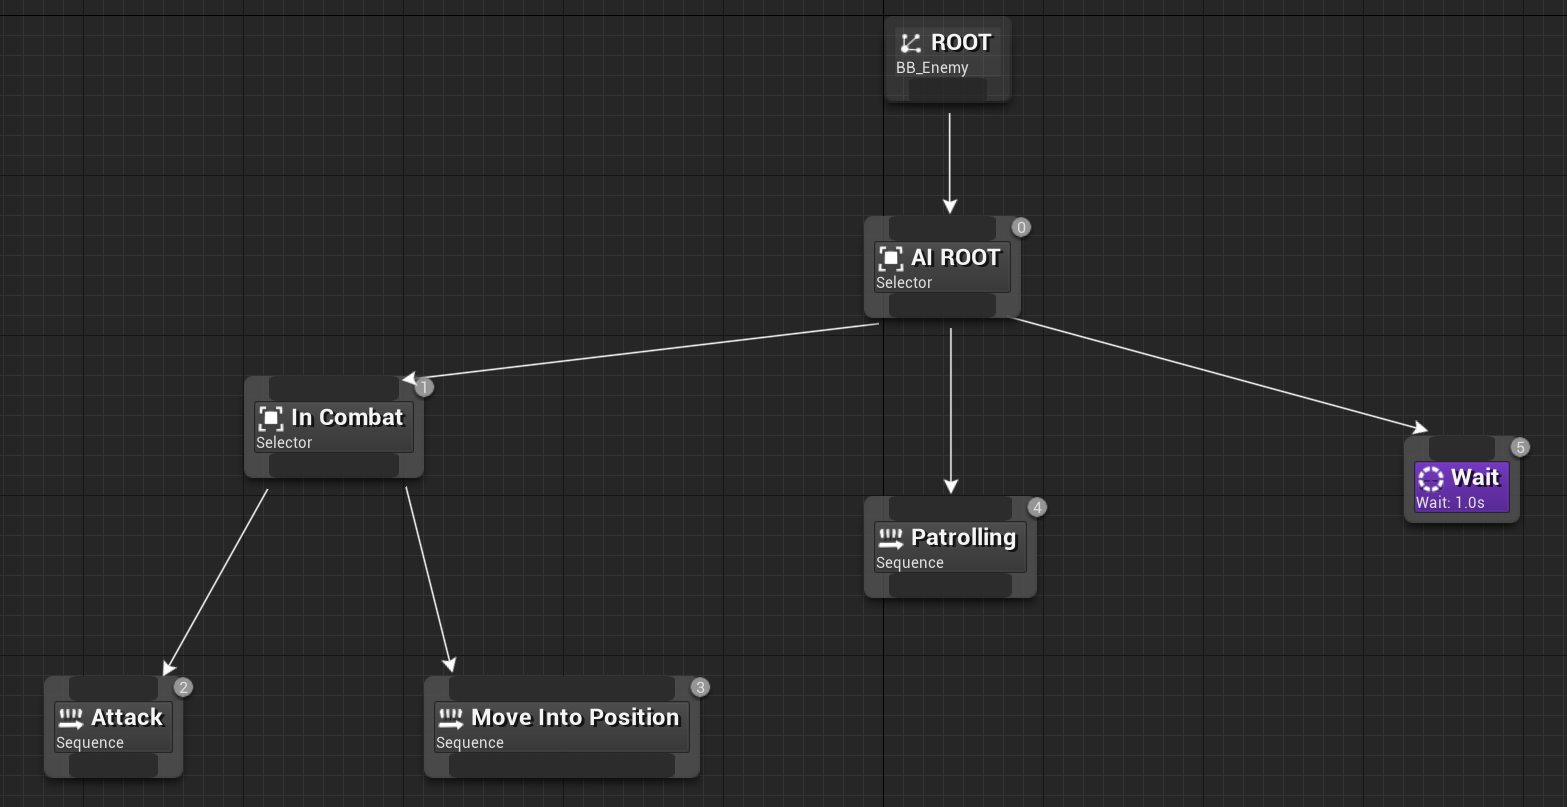 ROOT
BB_Enemy
0
AI ROOT
Selector
1
In Combat
Selector
5
Wait
Wait: 1.0s
4
Patrolling
Sequence
2
Attack
Sequence
3
Move Into Position
Sequence